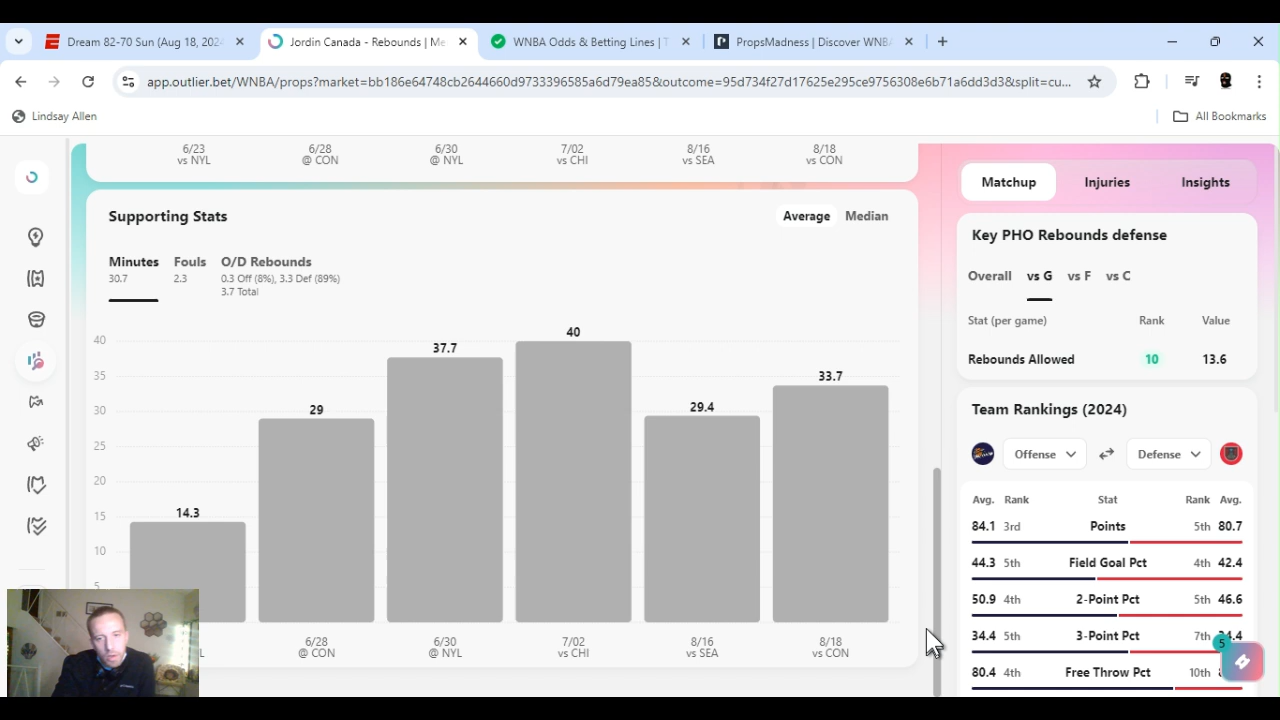 Dream 82-70 Sun (Aug 18, 202
Jordin Canada - Rebounds | Me
WNBA Odds & Betting Lines | T
PropsMadness | Discover WNBA
app.outlier.bet/WNBA/props?market=bb186e64748cb2644660d9733396585a6d79ea85&outcome=95d734f27d17625e295ce9756308e6b71a6dd3d3&split=cu...
Lindsay Allen
All Bookmarks
6/23 6/28 6/30 7/02 8/16 8/18
vs NYL @ CON @ NYL vs CHI vs SEA vs CON
Supporting Stats
Average Median
Minutes Fouls O/D Rebounds
30.7 2.3 0.3 Off (8%), 3.3 Def (89%)
3.7 Total
40
35
30
25
20
15
10
5
14.3 29 37.7 40 29.4 33.7
6/28 6/30 7/02 8/16 8/18
@ CON @ NYL vs CHI vs SEA vs CON
Matchup Injuries Insights
Key PHO Rebounds defense
Overall vs G vs F vs C
Stat (per game) Rank Value
Rebounds Allowed 10 13.6
Team Rankings (2024)
Offense Defense
Avg. Rank Stat Rank Avg.
84.1 3rd Points 5th 80.7
44.3 5th Field Goal Pct 4th 42.4
50.9 4th 2-Point Pct 5th 46.6
34.4 5th 3-Point Pct 7th
5
80.4 4th Free Throw Pct 10th